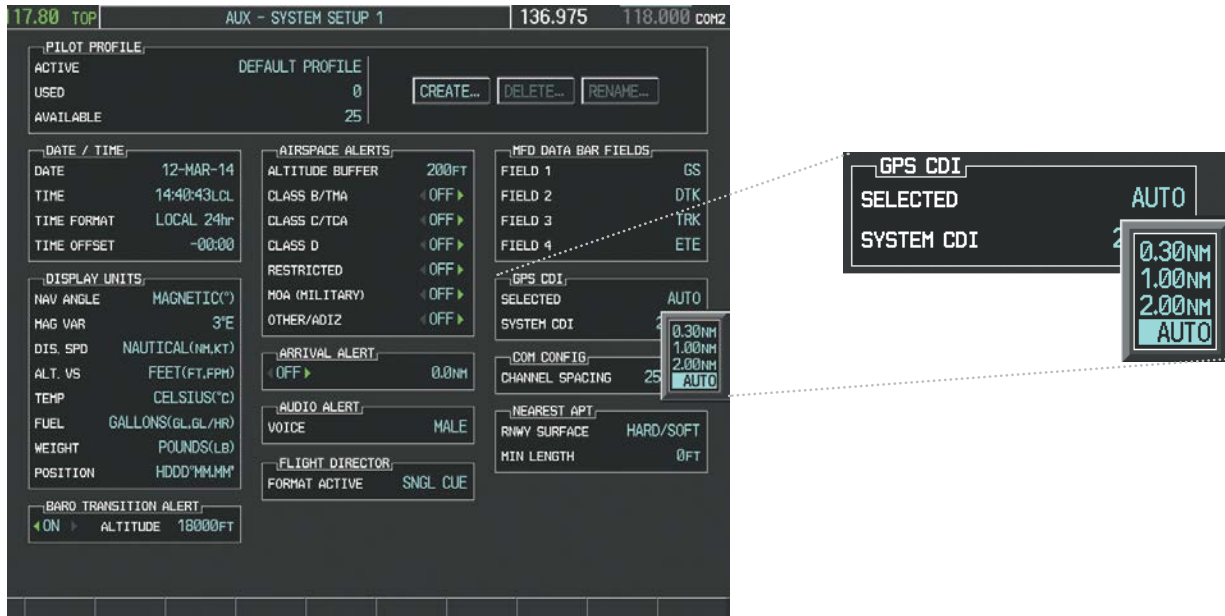 17.80 TOP AUX - SYSTEM SETUP 1 136.975 118.000 COM2
PILOT PROFILE
ACTIVE DEFAULT PROFILE
USED 0
AVAILABLE 25
CREATE... DELETE... RENAME...
DATE / TIME
DATE 12-MAR-14
TIME 14:40:43LCL
TIME FORMAT LOCAL 24hr
TIME OFFSET -00:00
DISPLAY UNITS
NAV ANGLE MAGNETIC(°)
MAG VAR 3°E
DIS, SPD NAUTICAL(NM,KT)
ALT, VS FEET(FT,FPM)
TEMP CELSIUS(°C)
FUEL GALLONS(GL,GL/HR)
WEIGHT POUNDS(LB)
POSITION HDDD°MM.MM'
BARO TRANSITION ALERT
ON ALTITUDE 18000FT
AIRSPACE ALERTS
ALTITUDE BUFFER 200FT
CLASS B/TMA OFF
CLASS C/TCA OFF
CLASS D OFF
RESTRICTED OFF
MOA (MILITARY) OFF
OTHER/ADIZ OFF
ARRIVAL ALERT
OFF 0.0NM
AUDIO ALERT
VOICE MALE
FLIGHT DIRECTOR
FORMAT ACTIVE SNGL CUE
MFD DATA BAR FIELDS
FIELD 1 GS
FIELD 2 DTK
FIELD 3 TRK
FIELD 4 ETE
GPS CDI
SELECTED AUTO
SYSTEM CDI 2
0.30NM
1.00NM
2.00NM
AUTO
COM CONFIG
CHANNEL SPACING 25
NEAREST APT
RNWY SURFACE HARD/SOFT
MIN LENGTH 0FT
GPS CDI
SELECTED AUTO
SYSTEM CDI 2
0.30NM
1.00NM
2.00NM
AUTO